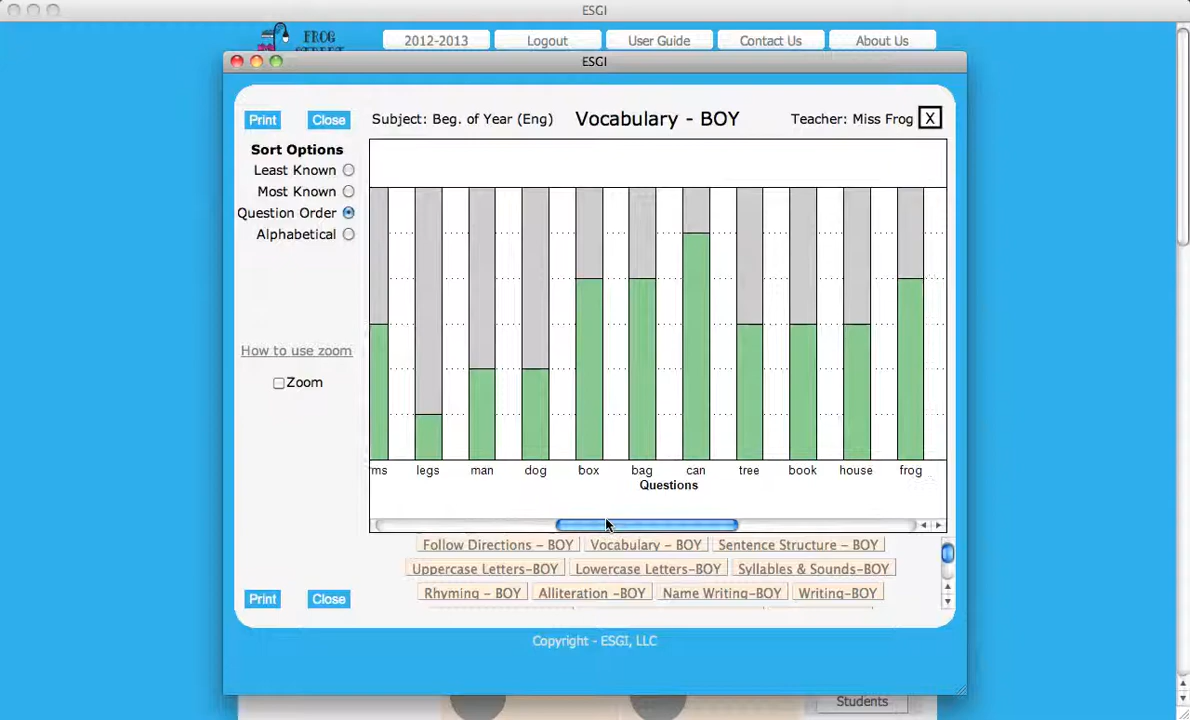 ESGI
FROG
STREET
2012-2013 Logout User Guide Contact Us About Us
ESGI
Print Close Subject: Beg. of Year (Eng) Vocabulary - BOY Teacher: Miss Frog X
Sort Options
Least Known
Most Known
Question Order
Alphabetical
How to use zoom
Zoom
ms legs man dog box bag can tree book house frog
Questions
Follow Directions - BOY Vocabulary - BOY Sentence Structure - BOY
Uppercase Letters-BOY Lowercase Letters-BOY Syllables & Sounds-BOY
Rhyming - BOY Alliteration -BOY Name Writing-BOY Writing-BOY
Print Close
Copyright - ESGI, LLC
Students